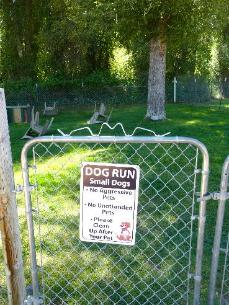 DOG RUN
Small Dogs
- No Aggressive
Pets
- No Unattended
Pets
- Please
Clean
Up After
Your Pet